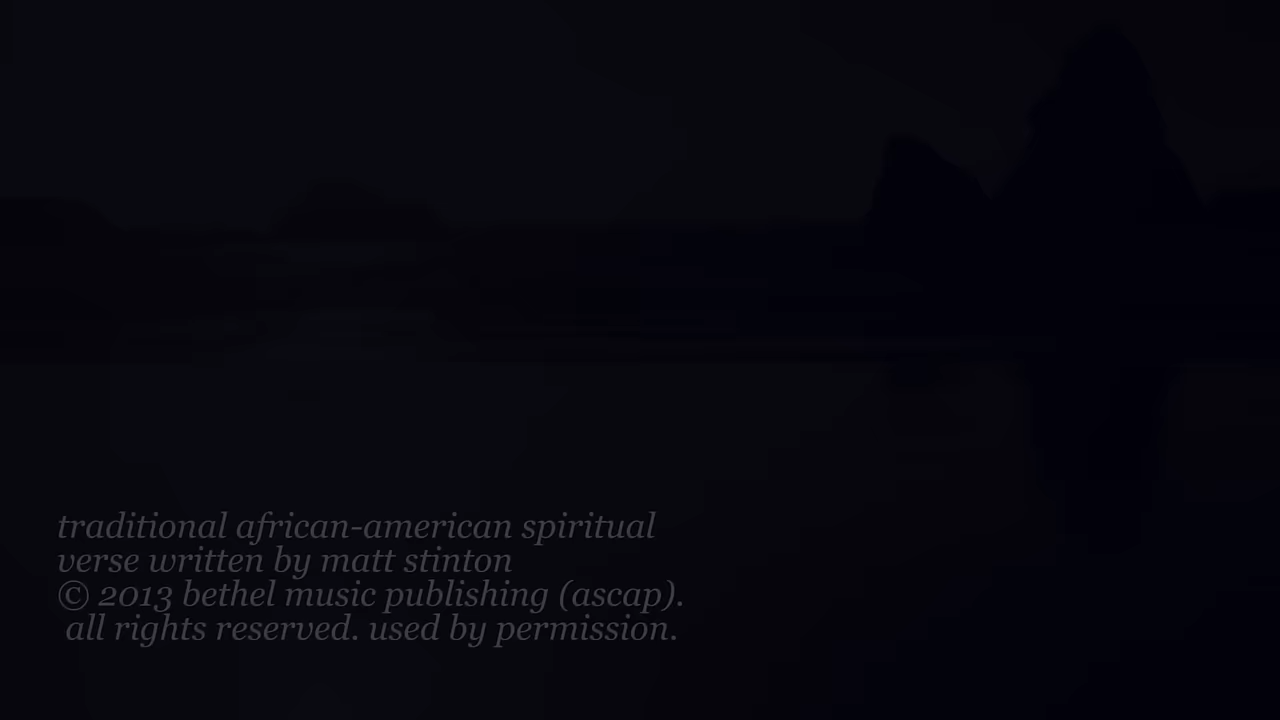 traditional african-american spiritual
verse written by matt stinton
© 2013 bethel music publishing (ascap).
all rights reserved. used by permission.